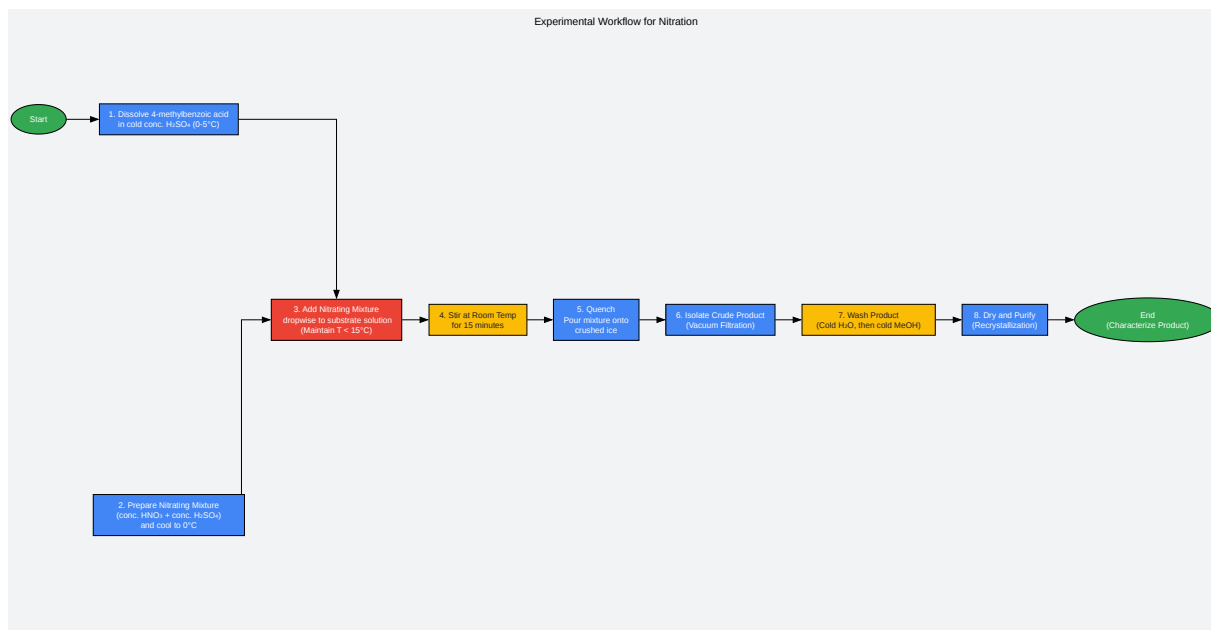 Experimental Workflow for Nitration
Start
1. Dissolve 4-methylbenzoic acid
in cold conc. H₂SO₄ (0-5°C)
2. Prepare Nitrating Mixture
(conc. HNO₃ + conc. H₂SO₄)
and cool to 0°C
3. Add Nitrating Mixture
dropwise to substrate solution
(Maintain T < 15°C)
4. Stir at Room Temp
for 15 minutes
5. Quench
Pour mixture onto
crushed ice
6. Isolate Crude Product
(Vacuum Filtration)
7. Wash Product
(Cold H₂O, then cold MeOH)
8. Dry and Purify
(Recrystallization)
End
(Characterize Product)